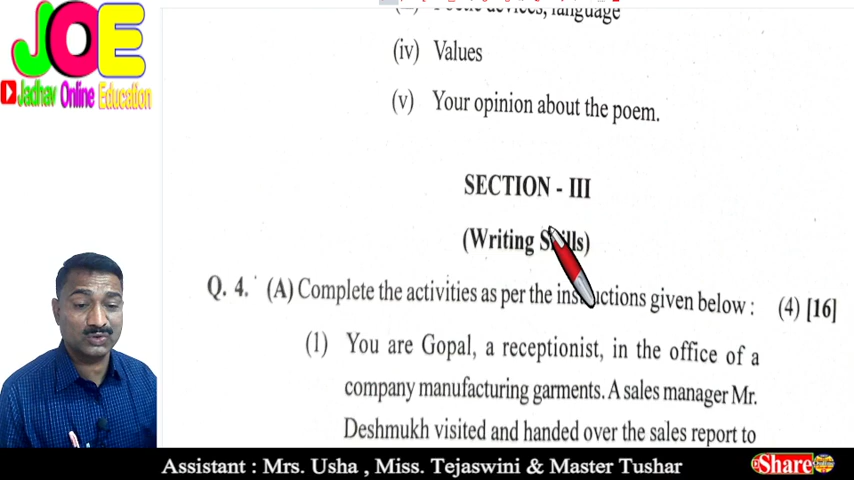 JOE
Jadhav Online Education
Poetic devices, language
(iv) Values
(v) Your opinion about the poem.
SECTION - III
(Writing Skills)
Q. 4. (A) Complete the activities as per the instructions given below : (4) [16]
(1) You are Gopal, a receptionist, in the office of a
company manufacturing garments. A sales manager Mr.
Deshmukh visited and handed over the sales report to
Assistant : Mrs. Usha , Miss. Tejaswini & Master Tushar
Share